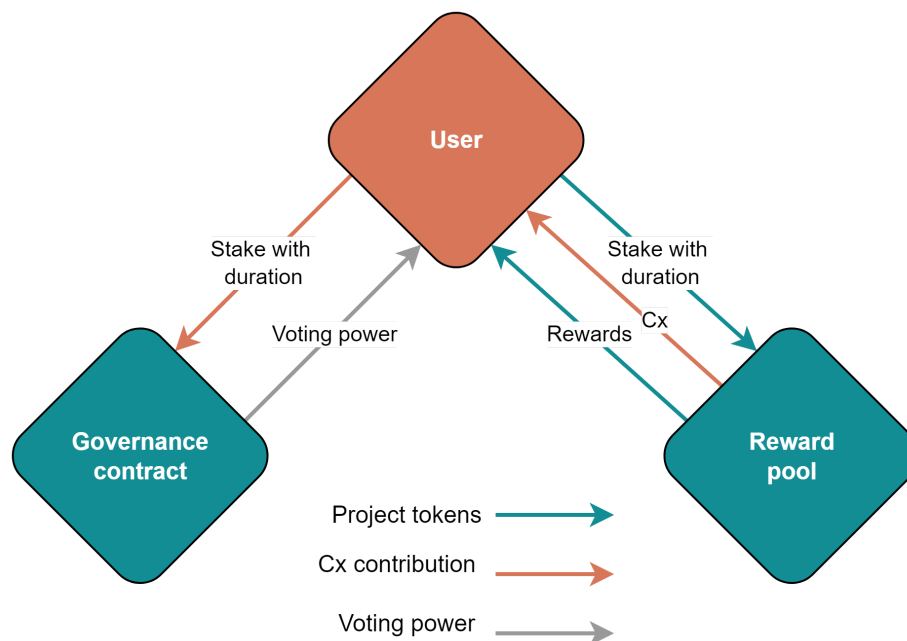 User
Stake with
duration
Stake with
duration
Voting power
Rewards
Cx
Governance
contract
Reward
pool
Project tokens
Cx contribution
Voting power